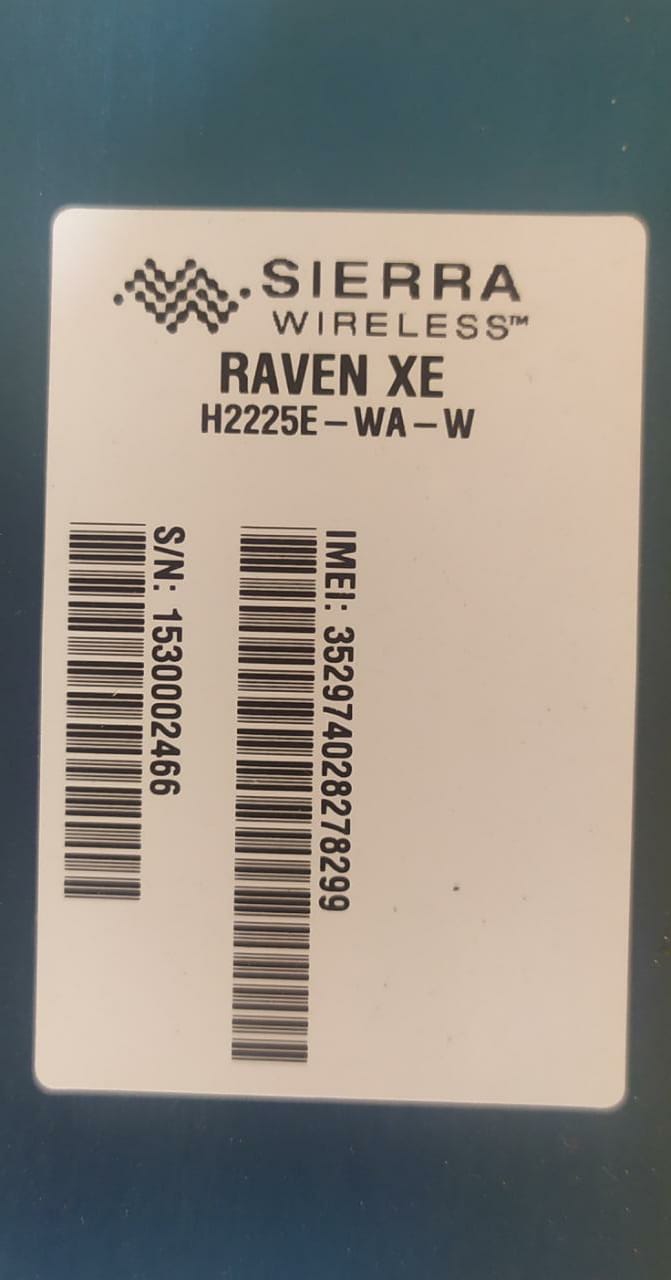 SIERRA
WIRELESS™
RAVEN XE
H2225E-WA-W
IMEI: 352974028278299
S/N: 1530002466